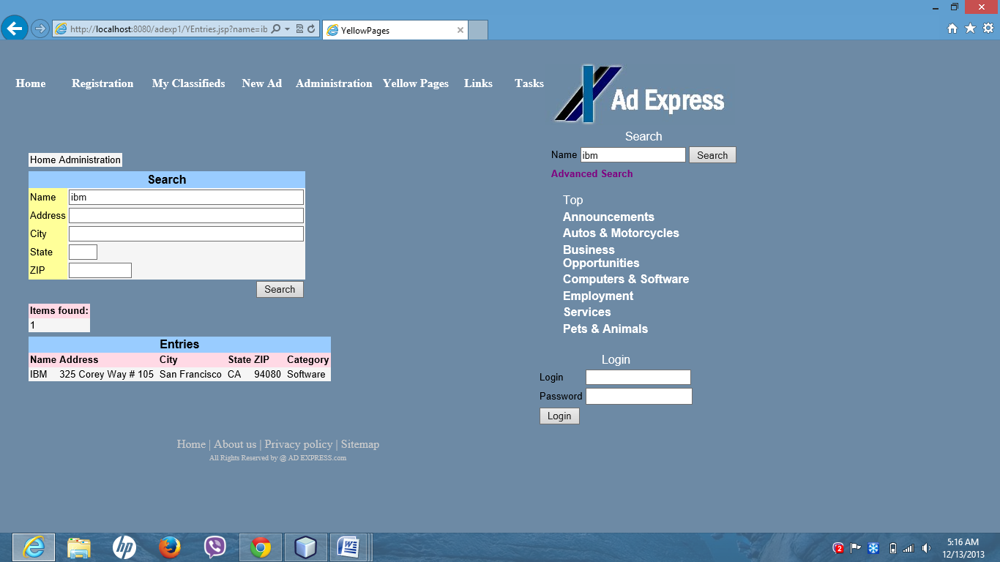 http://localhost:8080/adexp1/YEntries.jsp?name=ib
YellowPages
Home Registration My Classifieds New Ad Administration Yellow Pages Links Tasks
Ad Express
Search
Name ibm Search
Advanced Search
Home Administration
Search
Name ibm
Address
City
State
ZIP
Search
Items found:
1
Entries
Name Address City State ZIP Category
IBM 325 Corey Way # 105 San Francisco CA 94080 Software
Top
Announcements
Autos & Motorcycles
Business
Opportunities
Computers & Software
Employment
Services
Pets & Animals
Login
Login
Password
Login
Home | About us | Privacy policy | Sitemap
All Rights Reserved by @ AD EXPRESS.com
hp
2
5:16 AM
12/13/2013